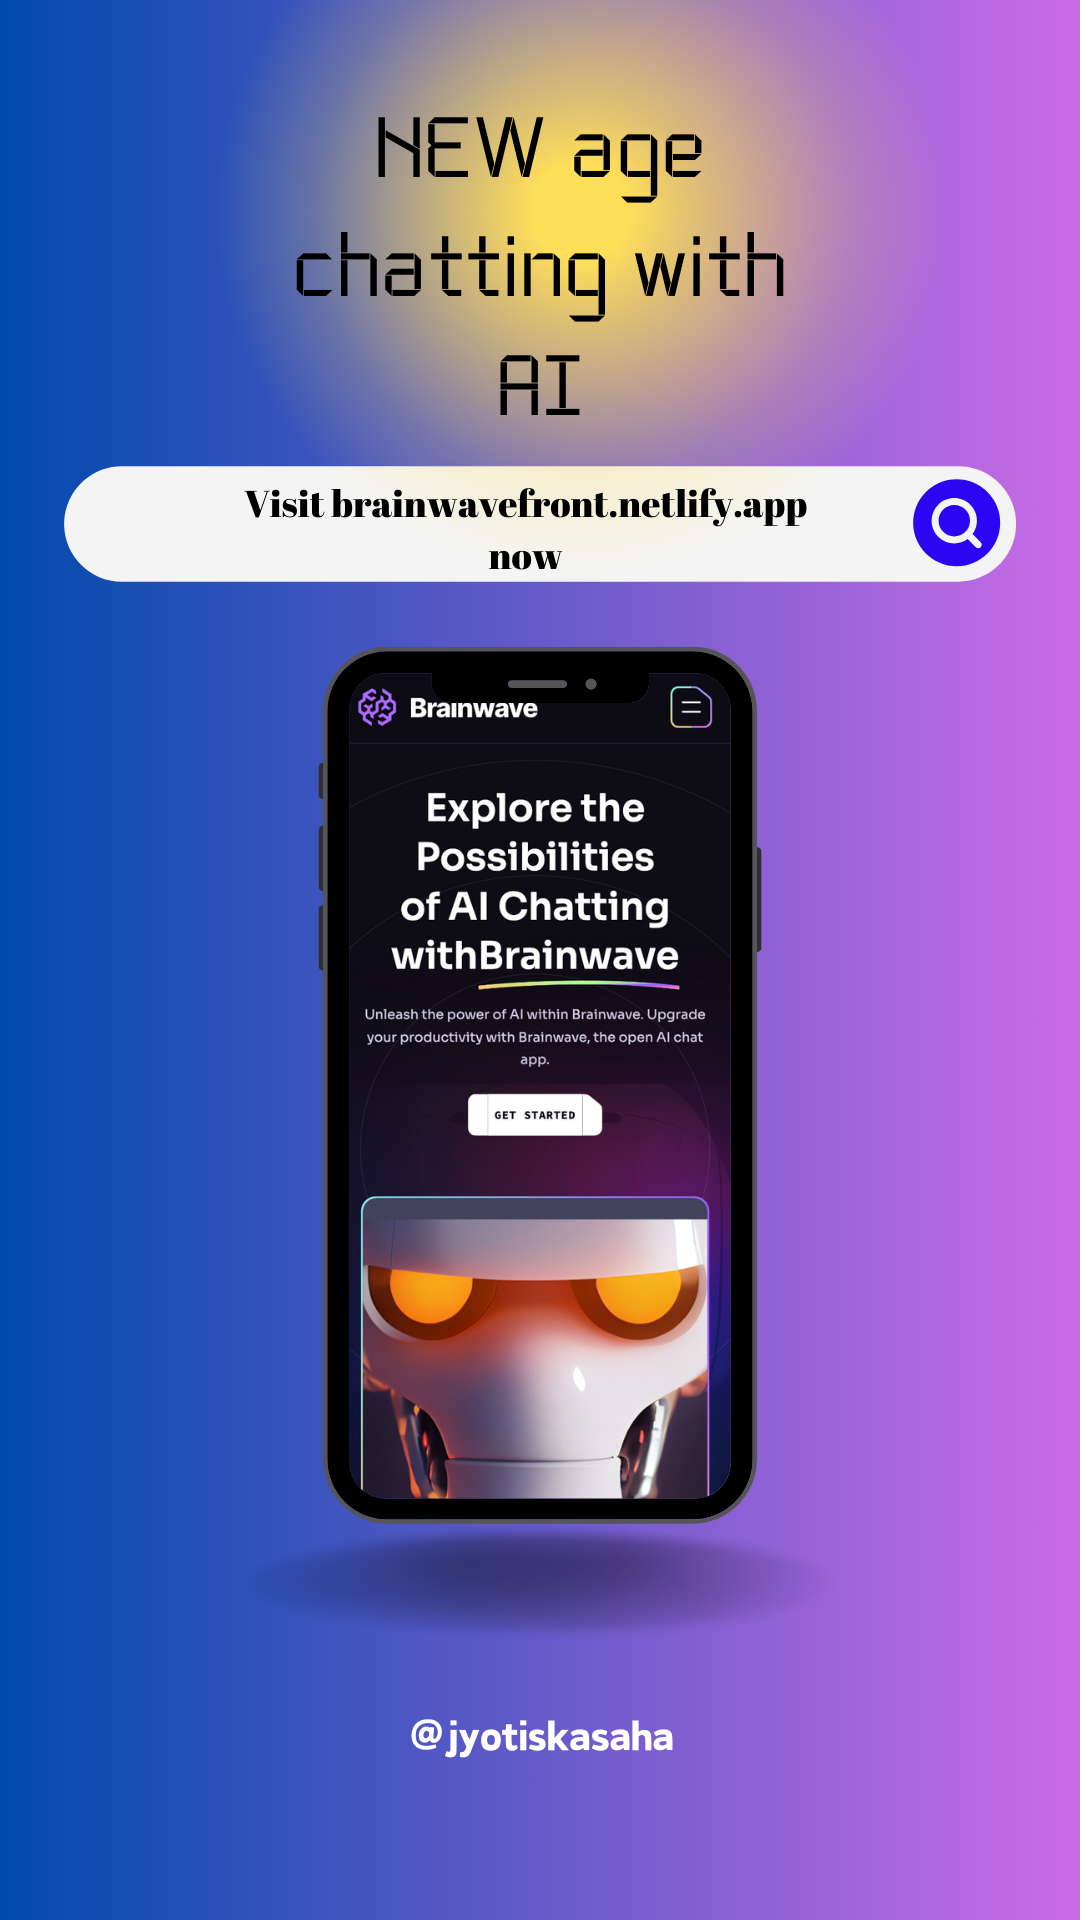 NEW age
chatting with
AI
Visit brainwavefront.netlify.app
now
Brainwave
Explore the
Possibilities
of AI Chatting
withBrainwave
Unleash the power of AI within Brainwave. Upgrade
your productivity with Brainwave, the open AI chat
app.
GET STARTED
@jyotiskasaha